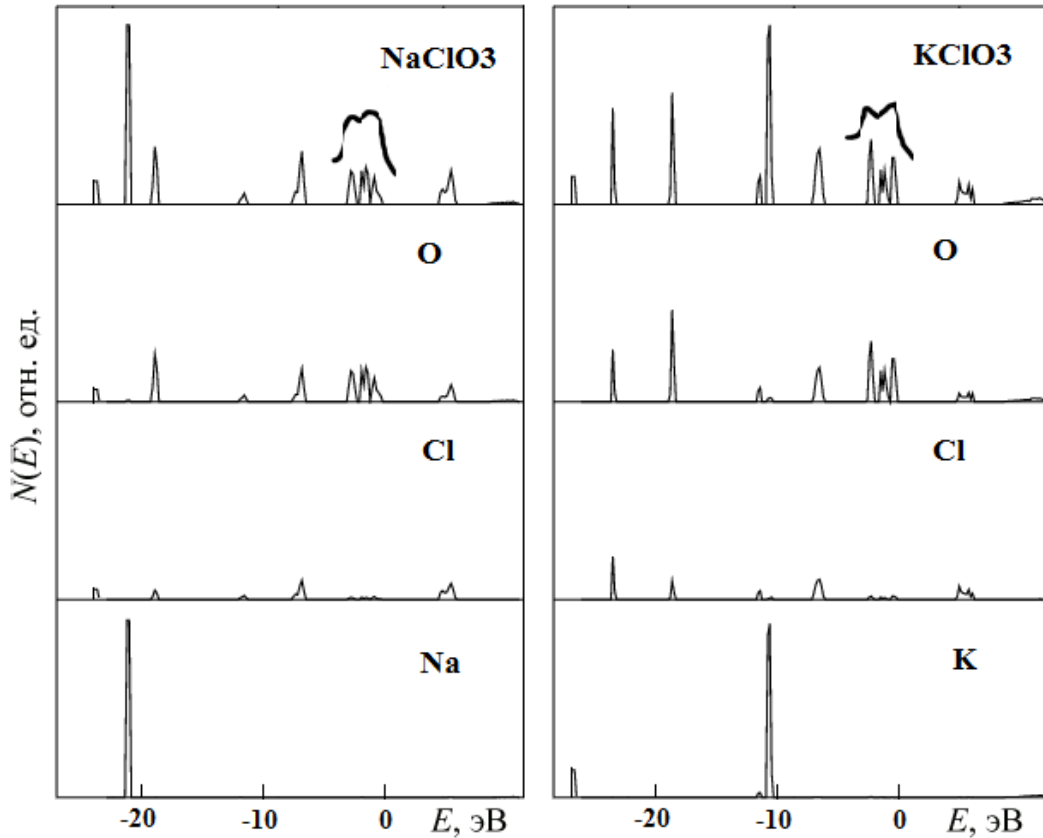 NaClO3
KClO3
O
O
Cl
Cl
Na
K
N(E), отн. ед.
-20
-10
0
E, эВ
-20
-10
0
E, эВ